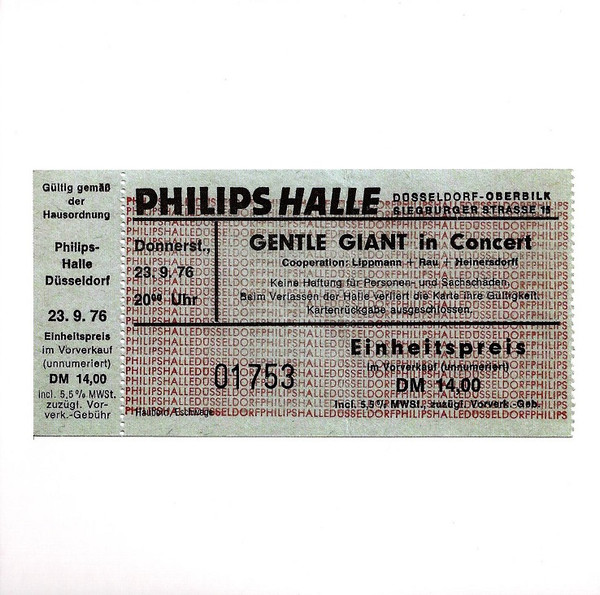 Gültig gemäß
der
Hausordnung
Philips-
Halle
Düsseldorf
23. 9. 76
Einheitspreis
im Vorverkauf
(unnumeriert)
DM 14,00
incl. 5,5% MWSt.
zuzügl. Vor-
verk.-Gebühr
PHILIPS HALLE
DÜSSELDORF-OBERBILK
SIEGBURGER STRASSE
Donnerst.,
23. 9. 76
20⁰⁰ Uhr
GENTLE GIANT in Concert
Cooperation: Lippmann + Rau + Heinersdorff
Keine Haftung für Personen- und Sachschäden.
Beim Verlassen der Halle verliert die Karte ihre Gültigkeit.
Kartenrückgabe ausgeschlossen.
01753
Einheitspreis
im Vorverkauf (unnumeriert)
DM 14,00
Incl. 5,5% MWSt. zuzügl. Vorverk.-Geb.